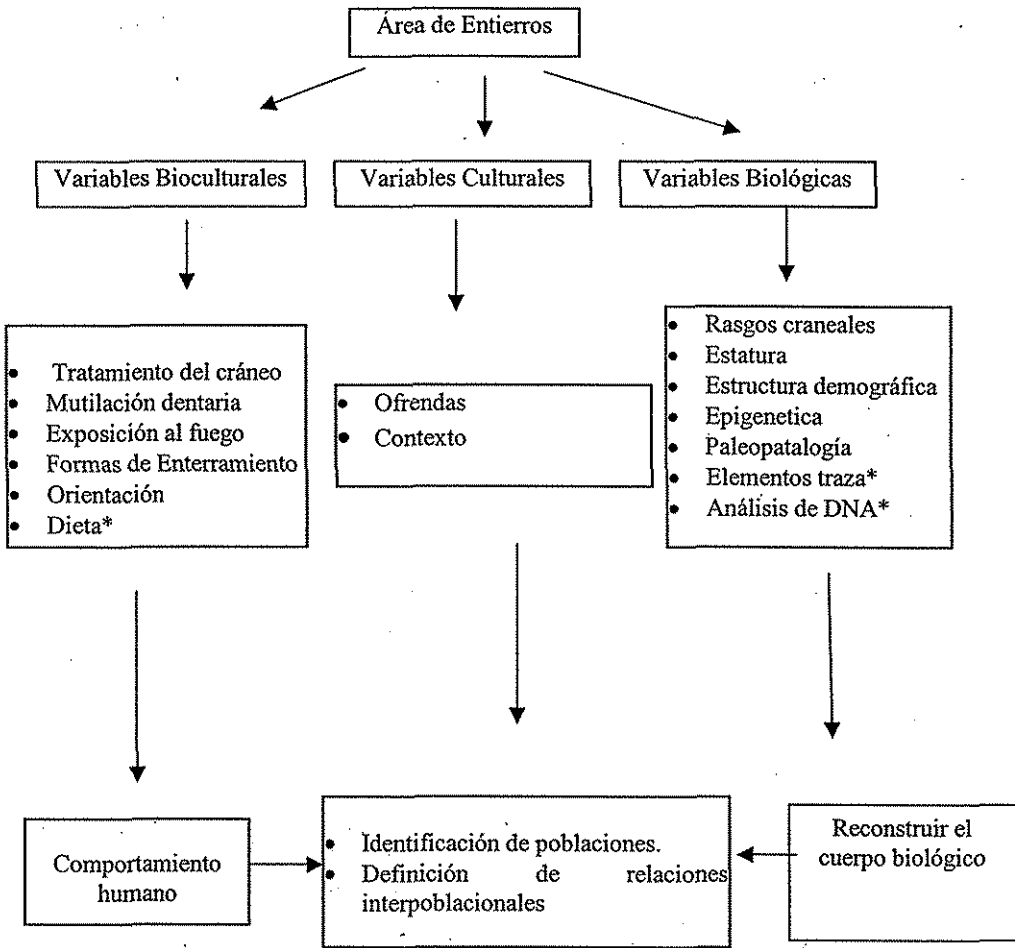 Área de Entierros
Variables Bioculturales
Variables Culturales
Variables Biológicas
• Tratamiento del cráneo
• Mutilación dentaria
• Exposición al fuego
• Formas de Enterramiento
• Orientación
• Dieta*
• Ofrendas
• Contexto
• Rasgos craneales
• Estatura
• Estructura demográfica
• Epigenetica
• Paleopatalogía
• Elementos traza*
• Análisis de DNA*
Comportamiento
humano
• Identificación de poblaciones.
• Definición de relaciones
interpoblacionales
Reconstruir el
cuerpo biológico